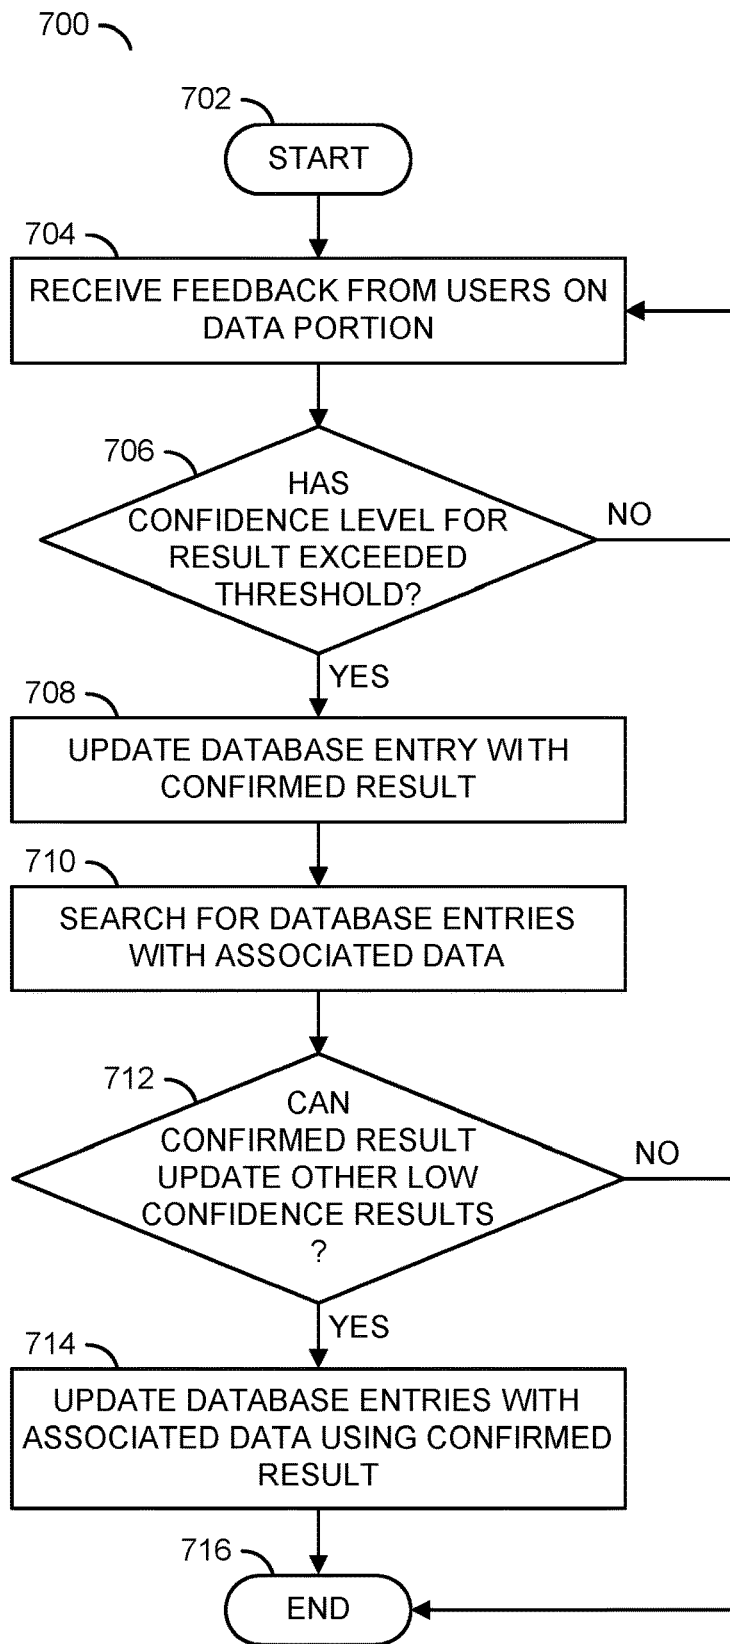 700
702
START
704
RECEIVE FEEDBACK FROM USERS ON
DATA PORTION
706
HAS
CONFIDENCE LEVEL FOR
RESULT EXCEEDED
THRESHOLD?
NO
YES
708
UPDATE DATABASE ENTRY WITH
CONFIRMED RESULT
710
SEARCH FOR DATABASE ENTRIES
WITH ASSOCIATED DATA
712
CAN
CONFIRMED RESULT
UPDATE OTHER LOW
CONFIDENCE RESULTS
?
NO
YES
714
UPDATE DATABASE ENTRIES WITH
ASSOCIATED DATA USING CONFIRMED
RESULT
716
END